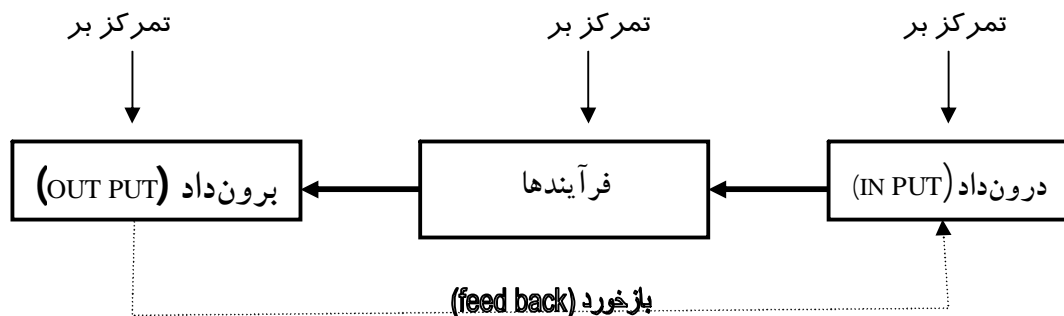 تمرکز بر
تمرکز بر
تمرکز بر
درون‌داد (IN PUT)
فرآیندها
برون‌داد (OUT PUT)
بازخورد (feed back)